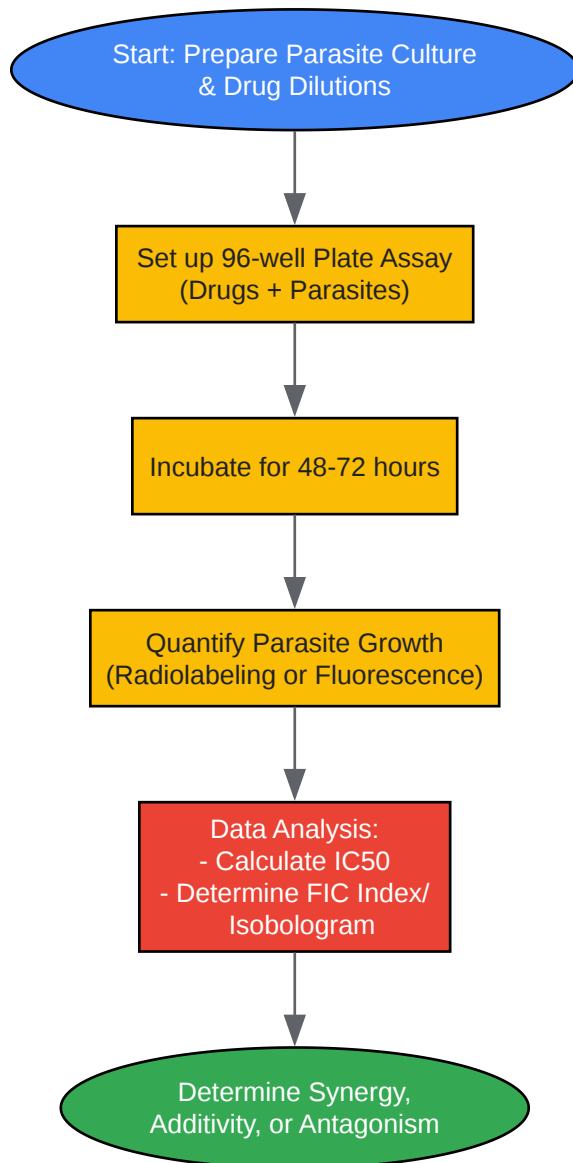 Start: Prepare Parasite Culture
& Drug Dilutions
Set up 96-well Plate Assay
(Drugs + Parasites)
Incubate for 48-72 hours
Quantify Parasite Growth
(Radiolabeling or Fluorescence)
Data Analysis:
- Calculate IC50
- Determine FIC Index/
Isobologram
Determine Synergy,
Additivity, or Antagonism